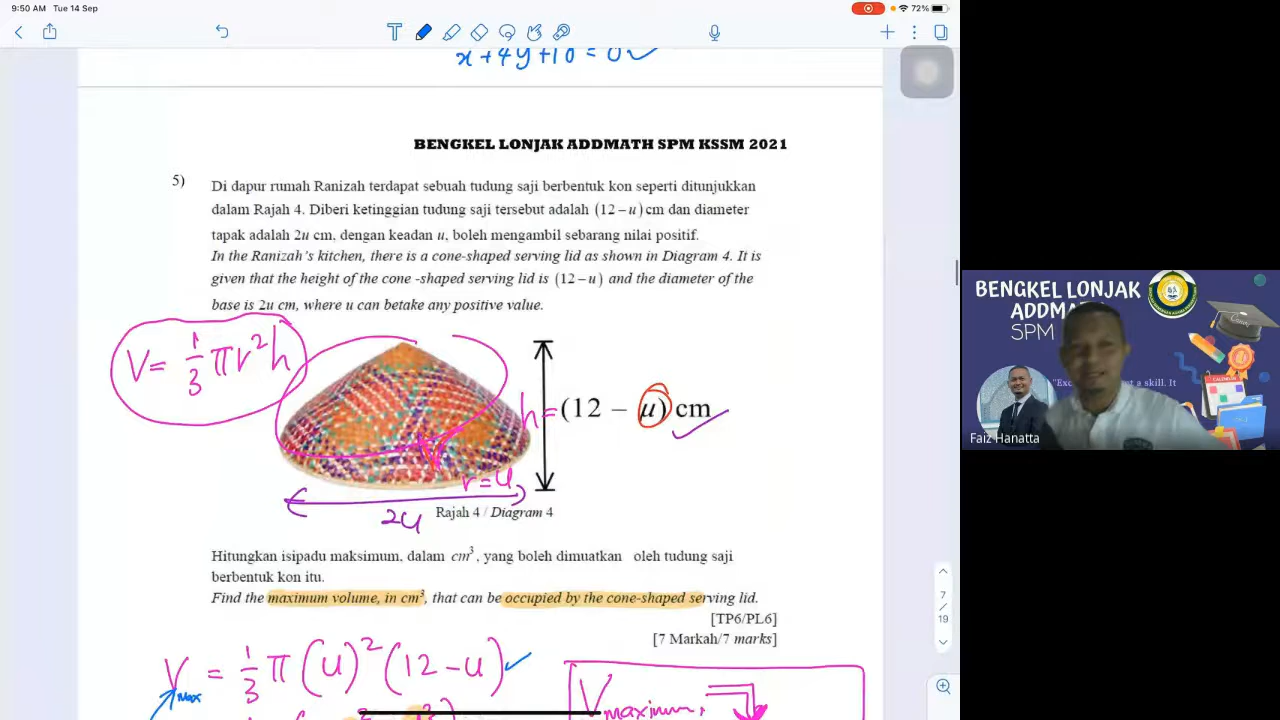 9:50 AM Tue 14 Sep
72%
x + 4y + 10 = 0
BENGKEL LONJAK ADDMATH SPM KSSM 2021
5) Di dapur rumah Ranizah terdapat sebuah tudung saji berbentuk kon seperti ditunjukkan
dalam Rajah 4. Diberi ketinggian tudung saji tersebut adalah (12 – u) cm dan diameter
tapak adalah 2u cm, dengan keadan u, boleh mengambil sebarang nilai positif.
In the Ranizah's kitchen, there is a cone-shaped serving lid as shown in Diagram 4. It is
given that the height of the cone -shaped serving lid is (12 – u) and the diameter of the
base is 2u cm, where u can betake any positive value.
V = 1/3 πr²h
h = (12 – u) cm
r = u
2u
Rajah 4 / Diagram 4
Hitungkan isipadu maksimum, dalam cm³, yang boleh dimuatkan oleh tudung saji
berbentuk kon itu.
Find the maximum volume, in cm³, that can be occupied by the cone-shaped serving lid.
[TP6/PL6]
[7 Markah/7 marks]
V = 1/3 π (u)² (12 – u)
Max
V maximum,
7
/
19
BENGKEL LONJAK
SPM
CALENDAR
Faiz Hanatta